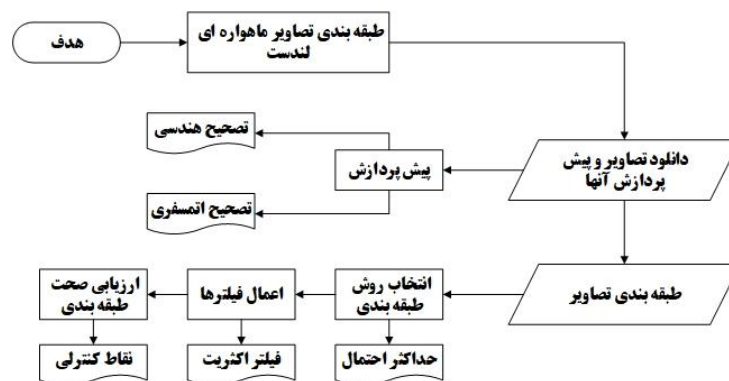 هدف
طبقه بندی تصاویر ماهواره ای
لندست
دانلود تصاویر و پیش
پردازش آنها
پیش پردازش
تصحیح هندسی
تصحیح اتمسفری
طبقه بندی تصاویر
انتخاب روش
طبقه بندی
اعمال فیلترها
ارزیابی صحت
طبقه بندی
حداکثر احتمال
فیلتر اکثریت
نقاط کنترلی